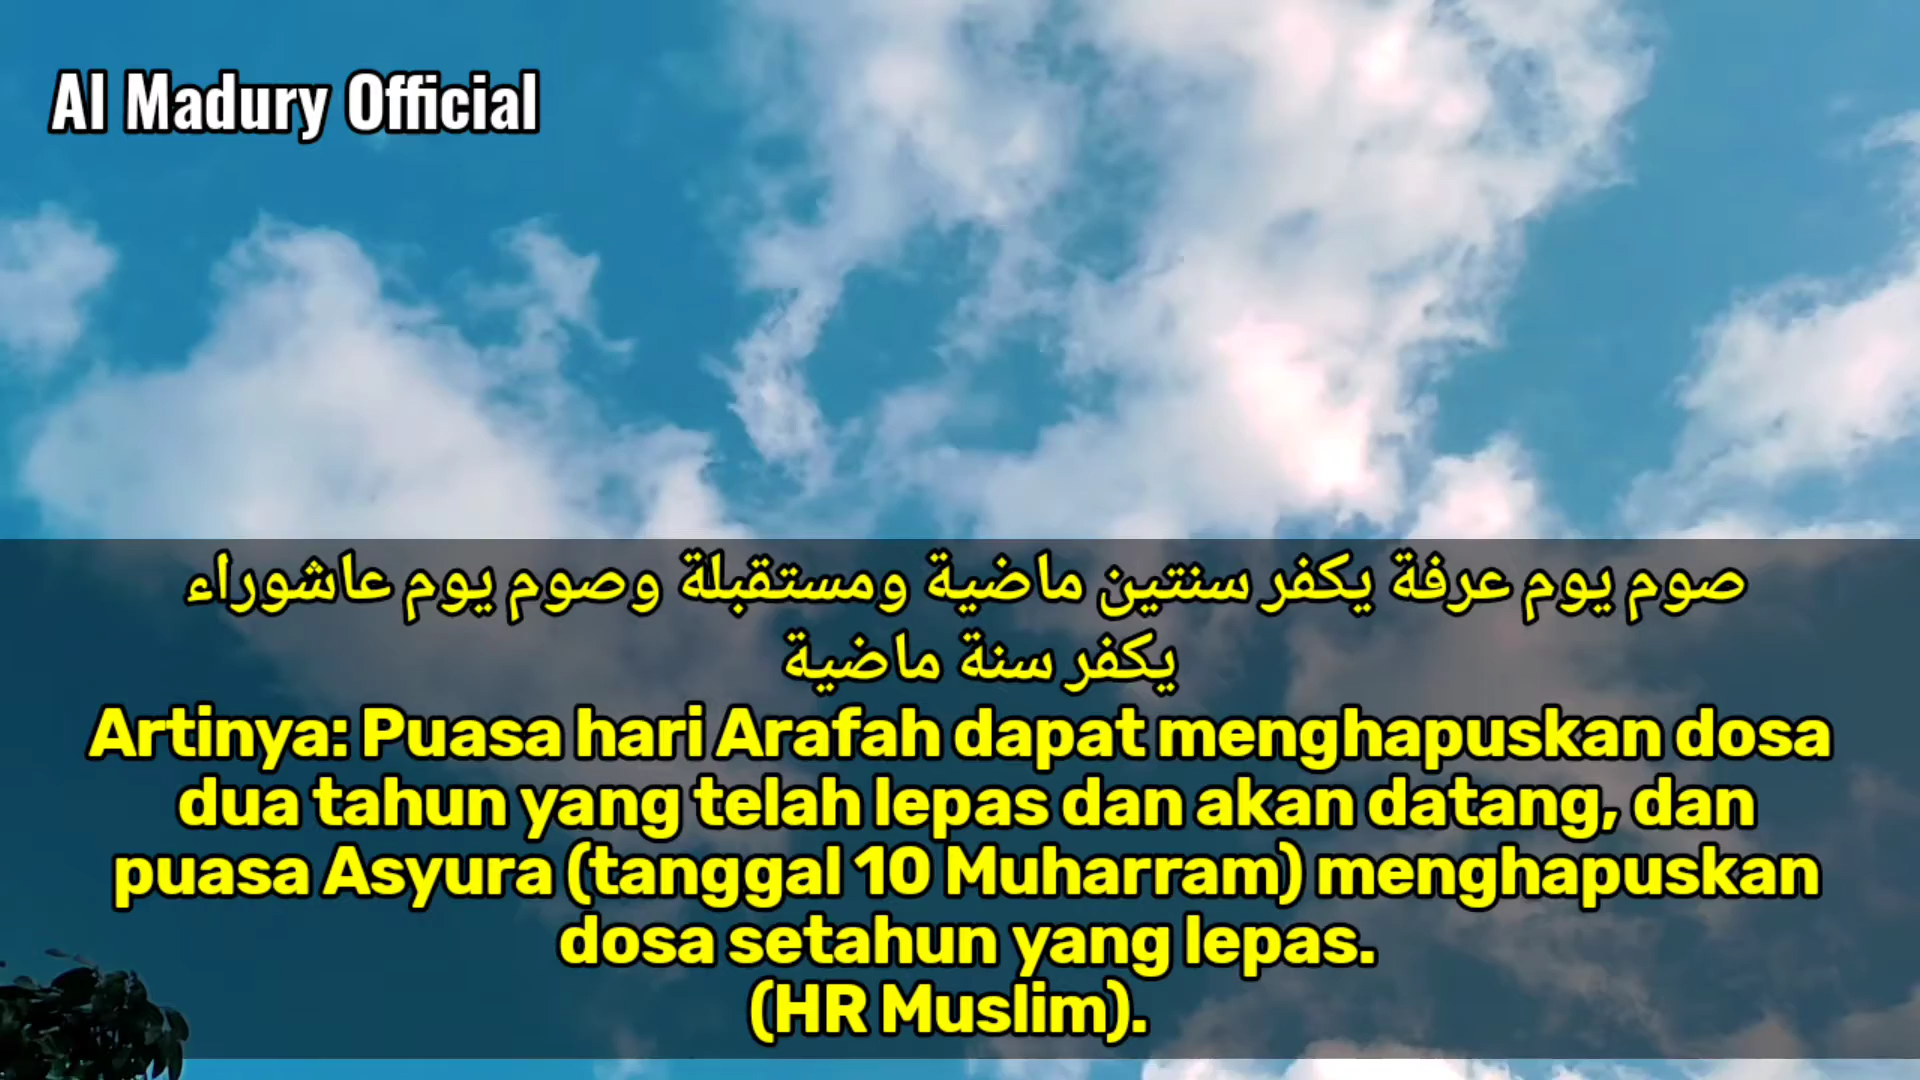 Al Madury Official
صوم يوم عرفة يكفر سنتين ماضية ومستقبلة وصوم يوم عاشوراء
يكفر سنة ماضية
Artinya: Puasa hari Arafah dapat menghapuskan dosa
dua tahun yang telah lepas dan akan datang, dan
puasa Asyura (tanggal 10 Muharram) menghapuskan
dosa setahun yang lepas.
(HR Muslim).